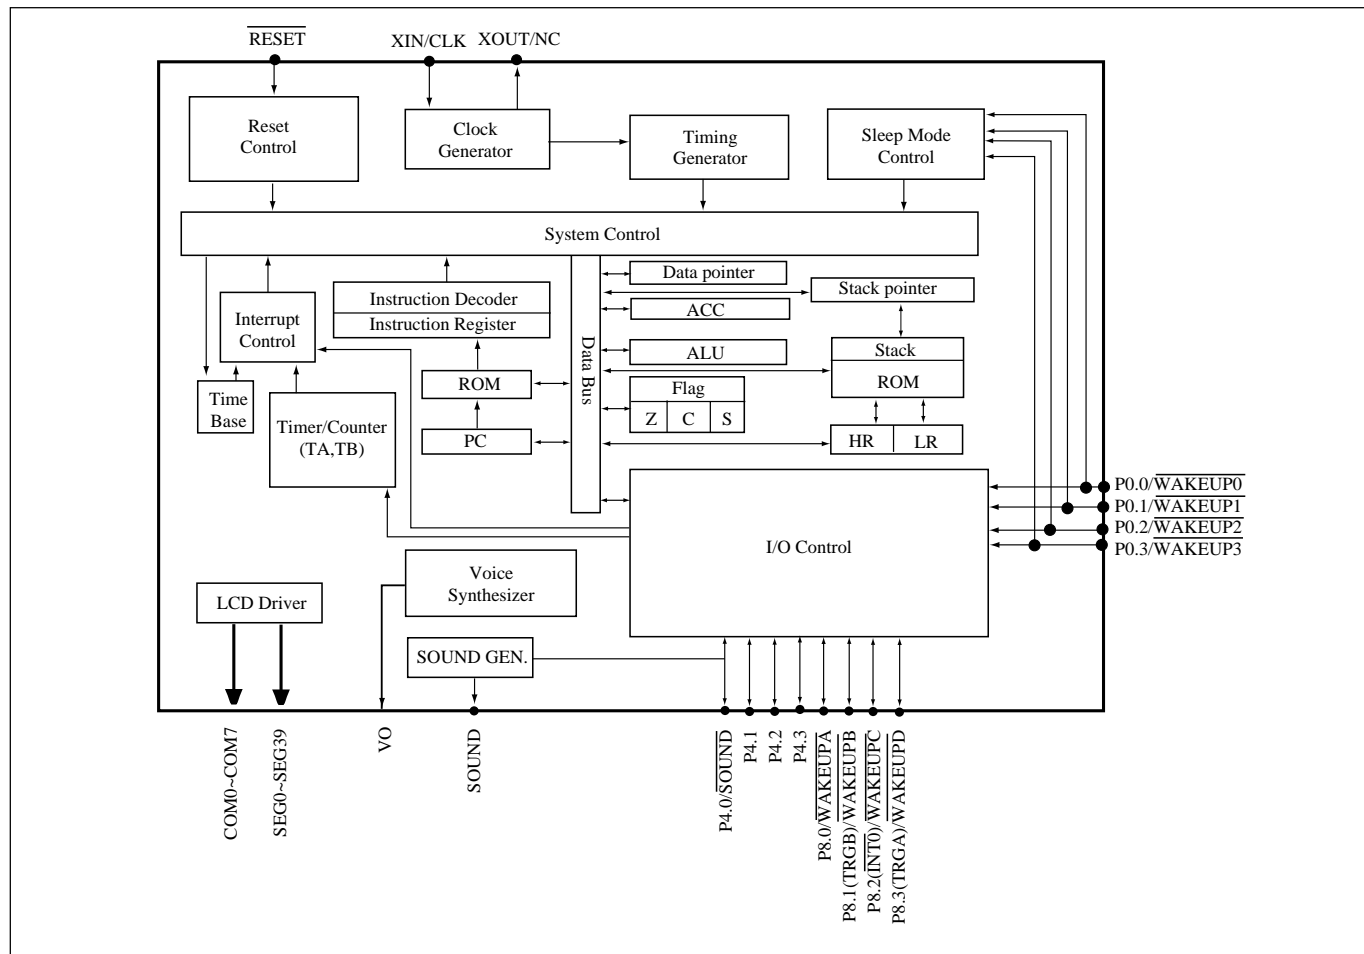 RESET
XIN/CLK
XOUT/NC
Reset
Control
Clock
Generator
Timing
Generator
Sleep Mode
Control
System Control
Data Bus
Data pointer
Stack pointer
ACC
Instruction Decoder
Instruction Register
Interrupt
Control
ALU
Stack
ROM
ROM
Flag
Z
C
S
Time
Base
Timer/Counter
(TA,TB)
PC
HR
LR
I/O Control
P0.0/WAKEUP0
P0.1/WAKEUP1
P0.2/WAKEUP2
P0.3/WAKEUP3
Voice
Synthesizer
LCD Driver
SOUND GEN.
COM0~COM7
SEG0~SEG39
VO
SOUND
P4.0/SOUND
P4.1
P4.2
P4.3
P8.0/WAKEUPA
P8.1(TRGB)/WAKEUPB
P8.2(INT0)/WAKEUPC
P8.3(TRGA)/WAKEUPD